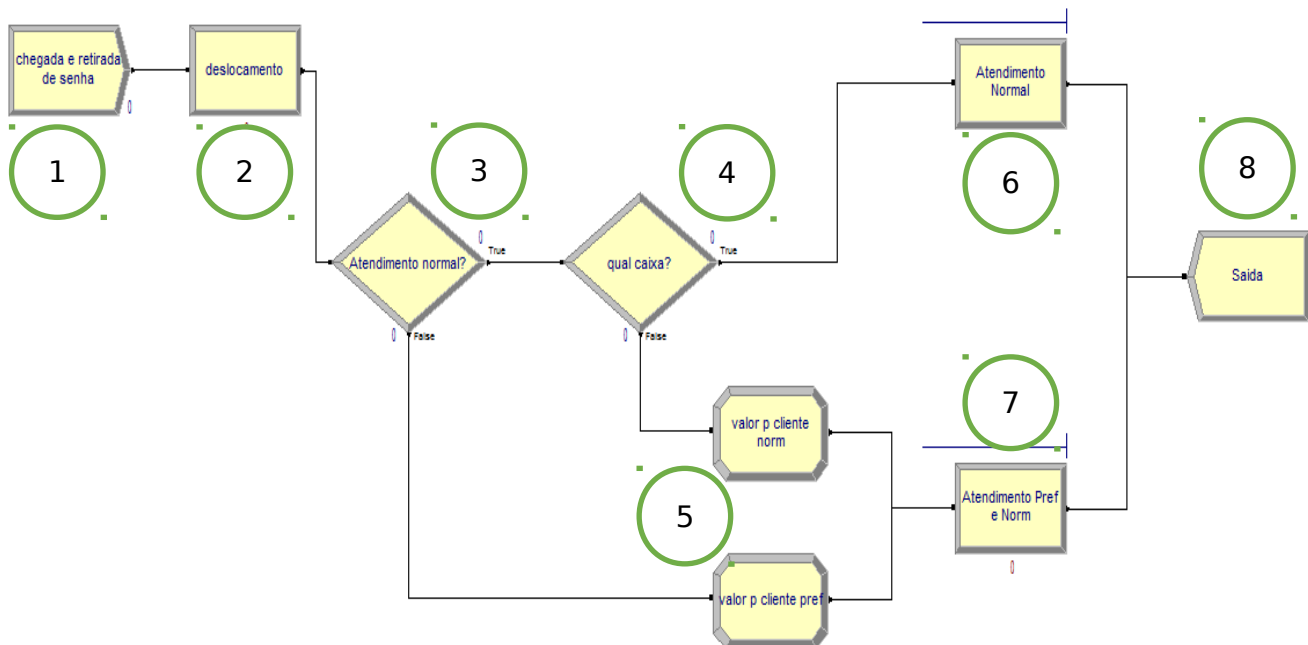 chegada e retirada
de senha
0
1
deslocamento
2
Atendimento normal?
3
0
True
0
False
qual caixa?
4
0
True
0
False
Atendimento
Normal
6
valor p cliente
norm
5
valor p cliente pref
7
Atendimento Pref
e Norm
0
8
Saida